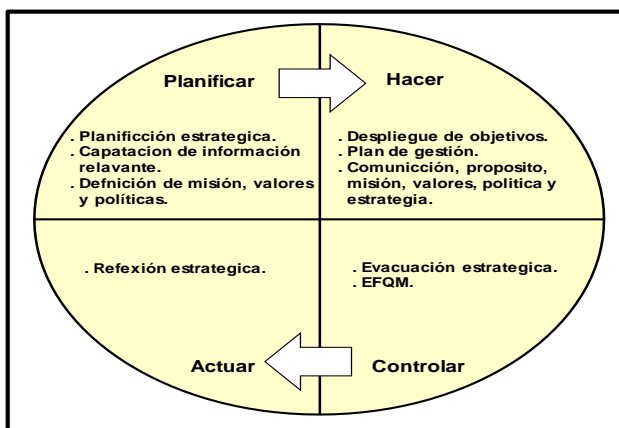 Planificar
. Planificción estrategica.
. Capatacion de información
relavante.
. Defnición de misión, valores
y políticas.
Hacer
. Despliegue de objetivos.
. Plan de gestión.
. Comunicción, proposito,
misión, valores, politica y
estrategia.
. Refexión estrategica.
Actuar
. Evacuación estrategica.
. EFQM.
Controlar